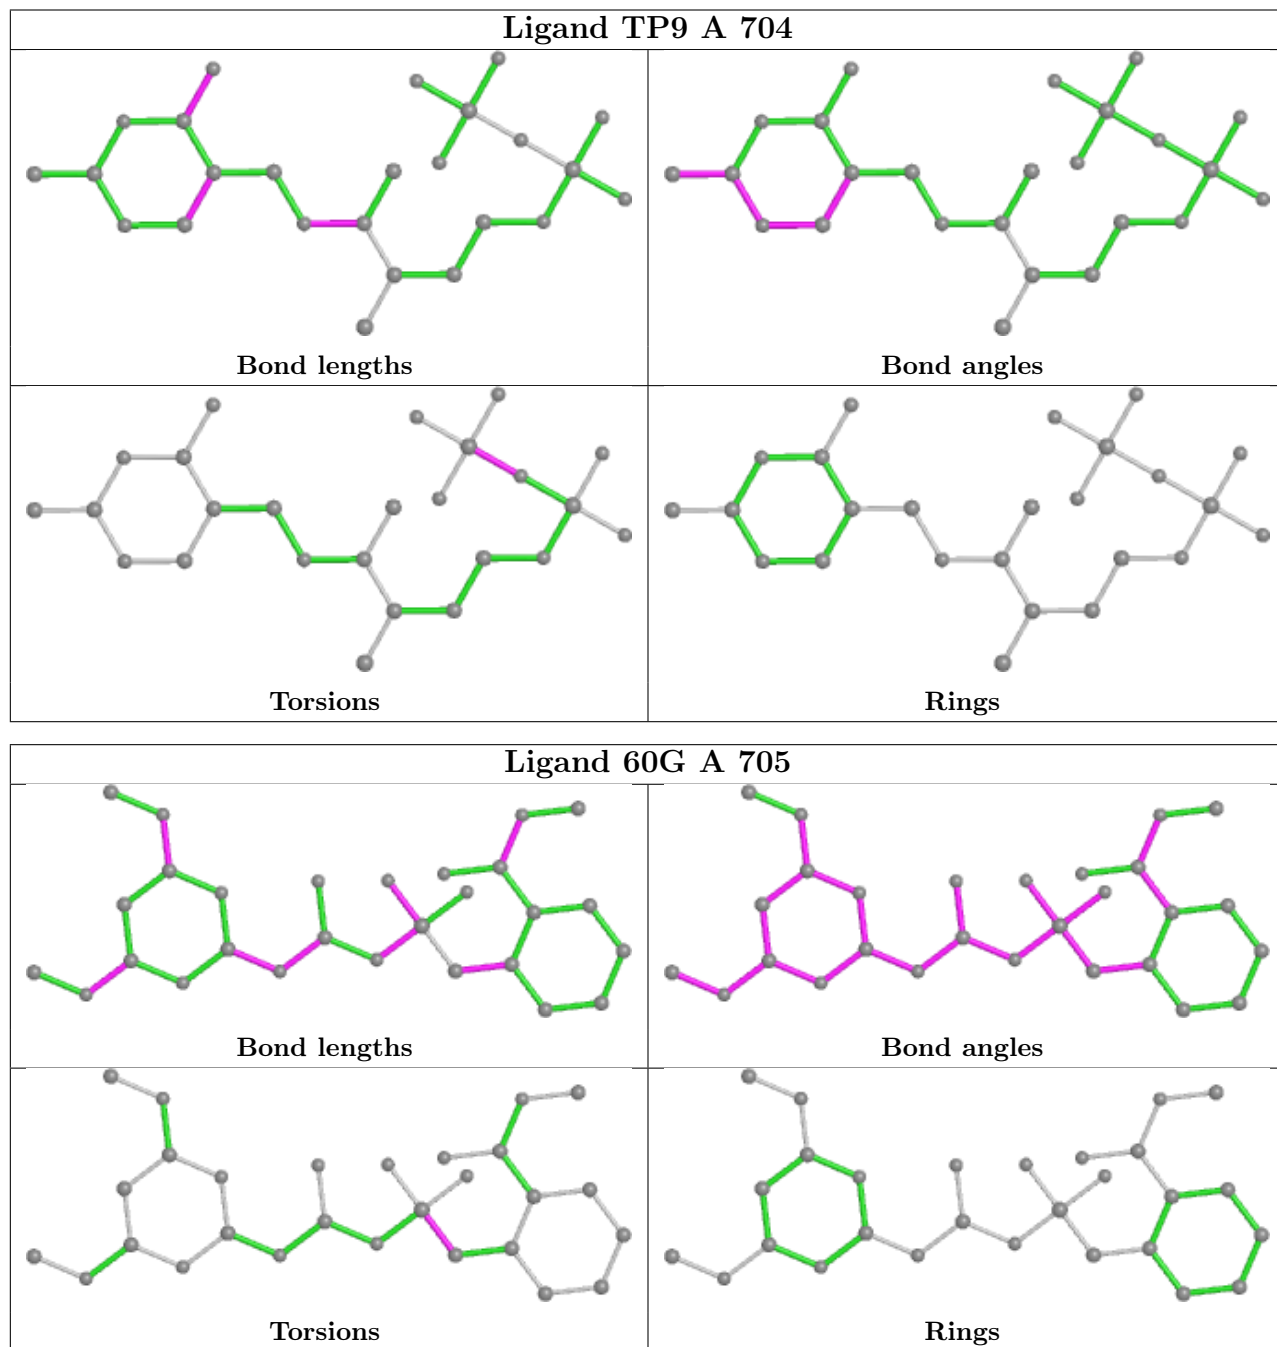 Ligand TP9 A 704
Bond lengths
Bond angles
Torsions
Rings
Ligand 60G A 705
Bond lengths
Bond angles
Torsions
Rings